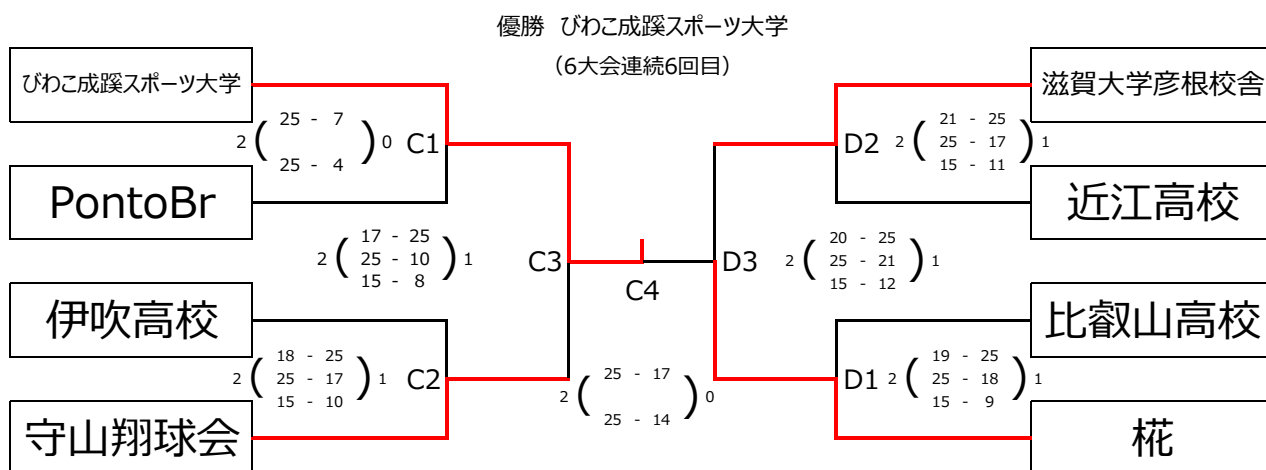 優勝 びわこ成蹊スポーツ大学
（6大会連続6回目）
びわこ成蹊スポーツ大学
滋賀大学彦根校舎
2 ( 25 - 7
25 - 4 ) 0
C1
D2
2 ( 21 - 25
25 - 17
15 - 11 ) 1
PontoBr
近江高校
2 ( 17 - 25
25 - 10
15 - 8 ) 1
C3
C4
D3
2 ( 20 - 25
25 - 21
15 - 12 ) 1
伊吹高校
比叡山高校
2 ( 18 - 25
25 - 17
15 - 10 ) 1
C2
2 ( 25 - 17
25 - 14 ) 0
D1
2 ( 19 - 25
25 - 18
15 - 9 ) 1
守山翔球会
椛